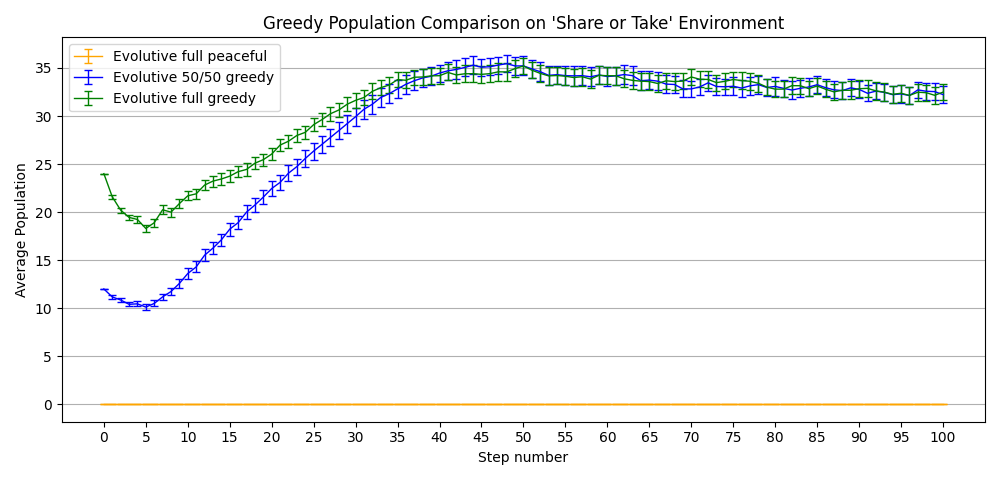 Greedy Population Comparison on 'Share or Take' Environment
Evolutive full peaceful
Evolutive 50/50 greedy
Evolutive full greedy
Average Population
35
30
25
20
15
10
5
0
0 5 10 15 20 25 30 35 40 45 50 55 60 65 70 75 80 85 90 95 100
Step number